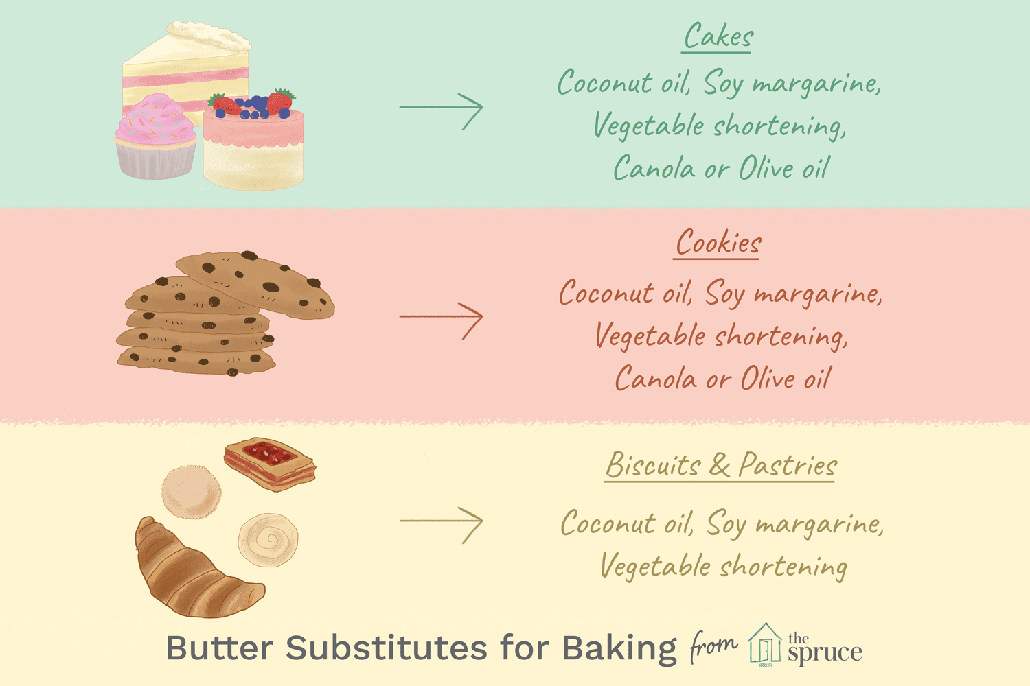 Cakes
Coconut oil, Soy margarine,
Vegetable shortening,
Canola or Olive oil
Cookies
Coconut oil, Soy margarine,
Vegetable shortening,
Canola or Olive oil
Biscuits & Pastries
Coconut oil, Soy margarine,
Vegetable shortening
Butter Substitutes for Baking from the spruce